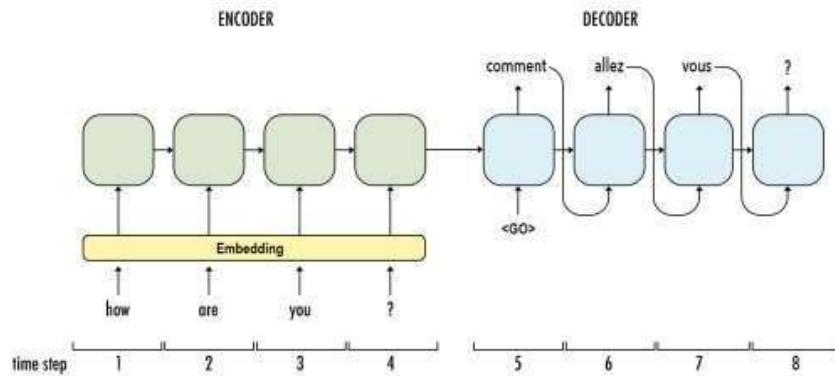 ENCODER DECODER
comment allez vous ?
Embedding
<GO>
how are you ?
time step 1 2 3 4 5 6 7 8